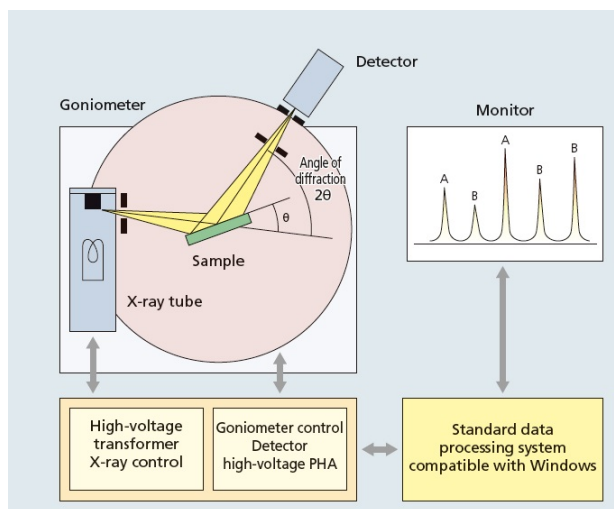 Detector
Goniometer
Monitor
A
B
A
B
B
Angle of
diffraction
2θ
θ
Sample
X-ray tube
High-voltage
transformer
X-ray control
Goniometer control
Detector
high-voltage PHA
Standard data
processing system
compatible with Windows